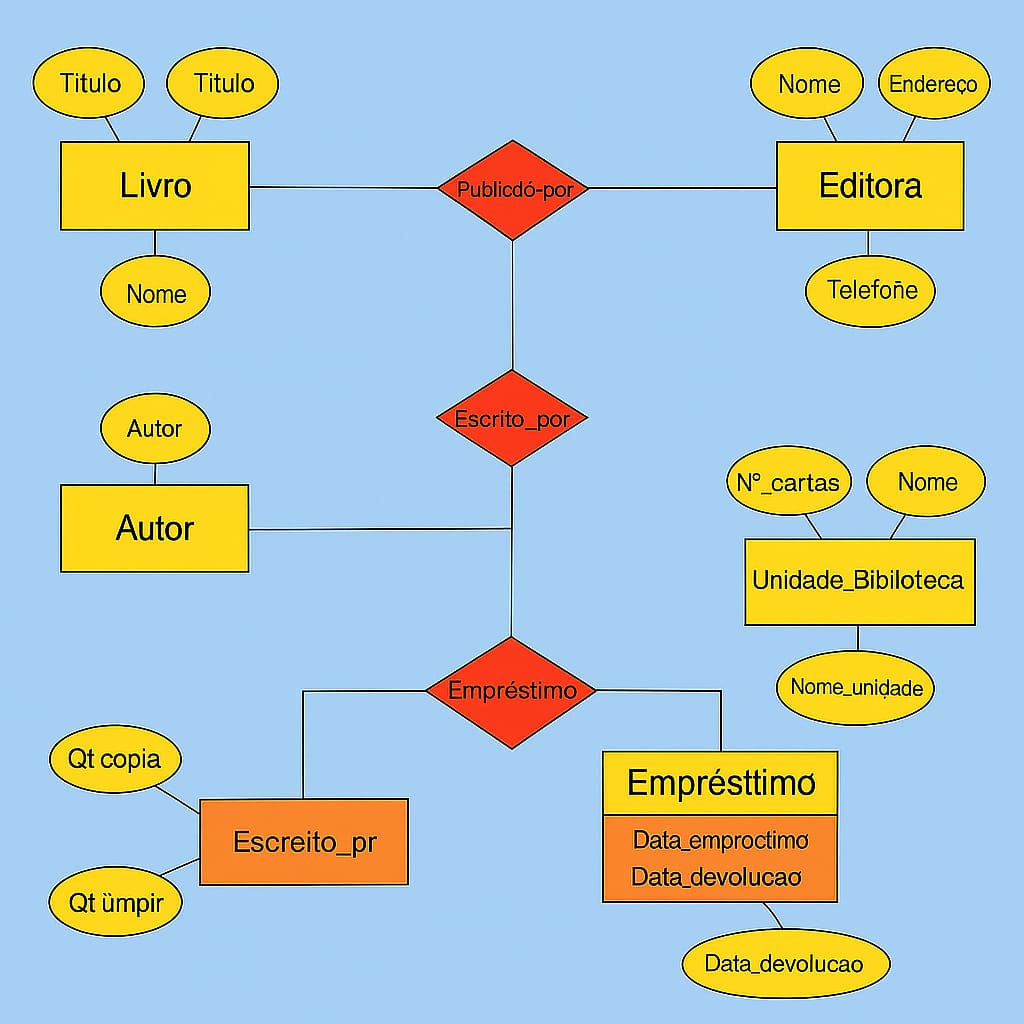 Titulo
Titulo
Nome
Endereço
Livro
Publicdó-por
Editora
Nome
Telefoñe
Autor
Escrito_por
Autor
N°_cartas
Nome
Unidade_Bibiloteca
Nome_unidade
Empréstimo
Qt copia
Escreito_pr
Qt ümpir
Emprésttimo
Data_emproctimo
Data_devolucao
Data_devolucao